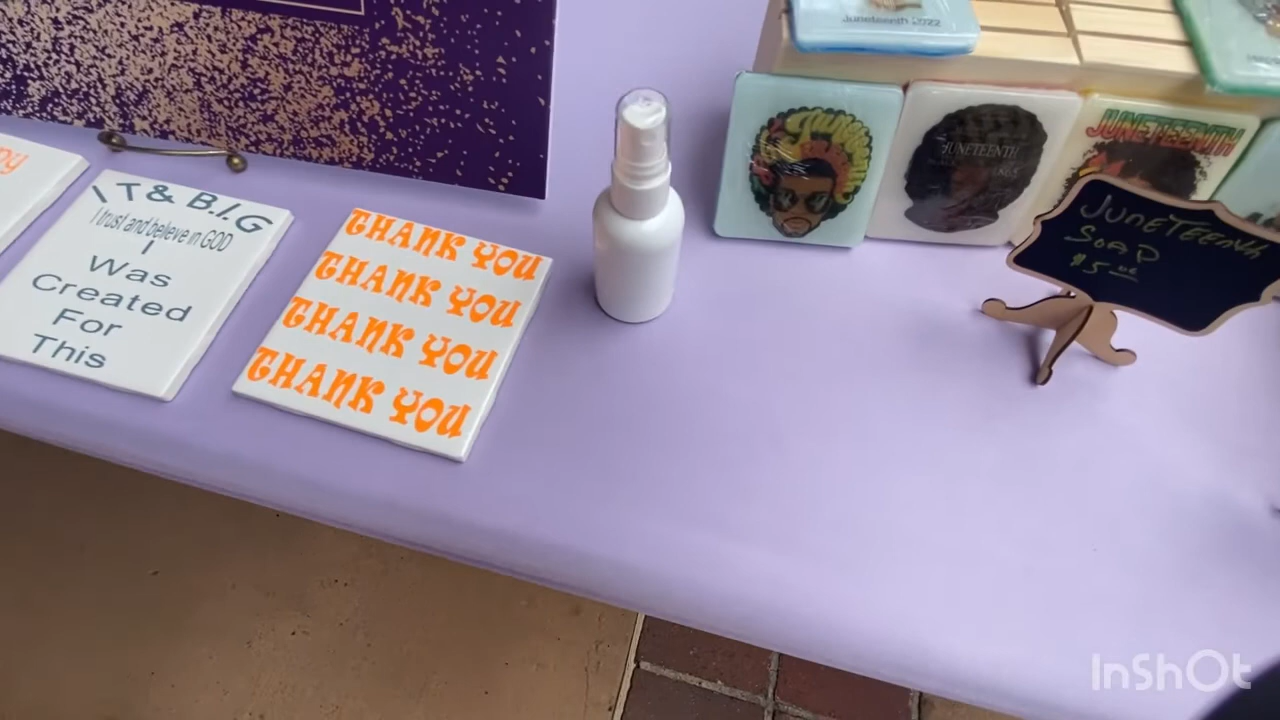 Juneteenth 2022
I T & B.I.G
I trust and believe in GOD
I
Was
Created
For
This
THANK YOU
THANK YOU
THANK YOU
THANK YOU
JUNETEENTH
1865
JUNETEENTH
JUNETEENTH
SOAP
$5.00
InShOt